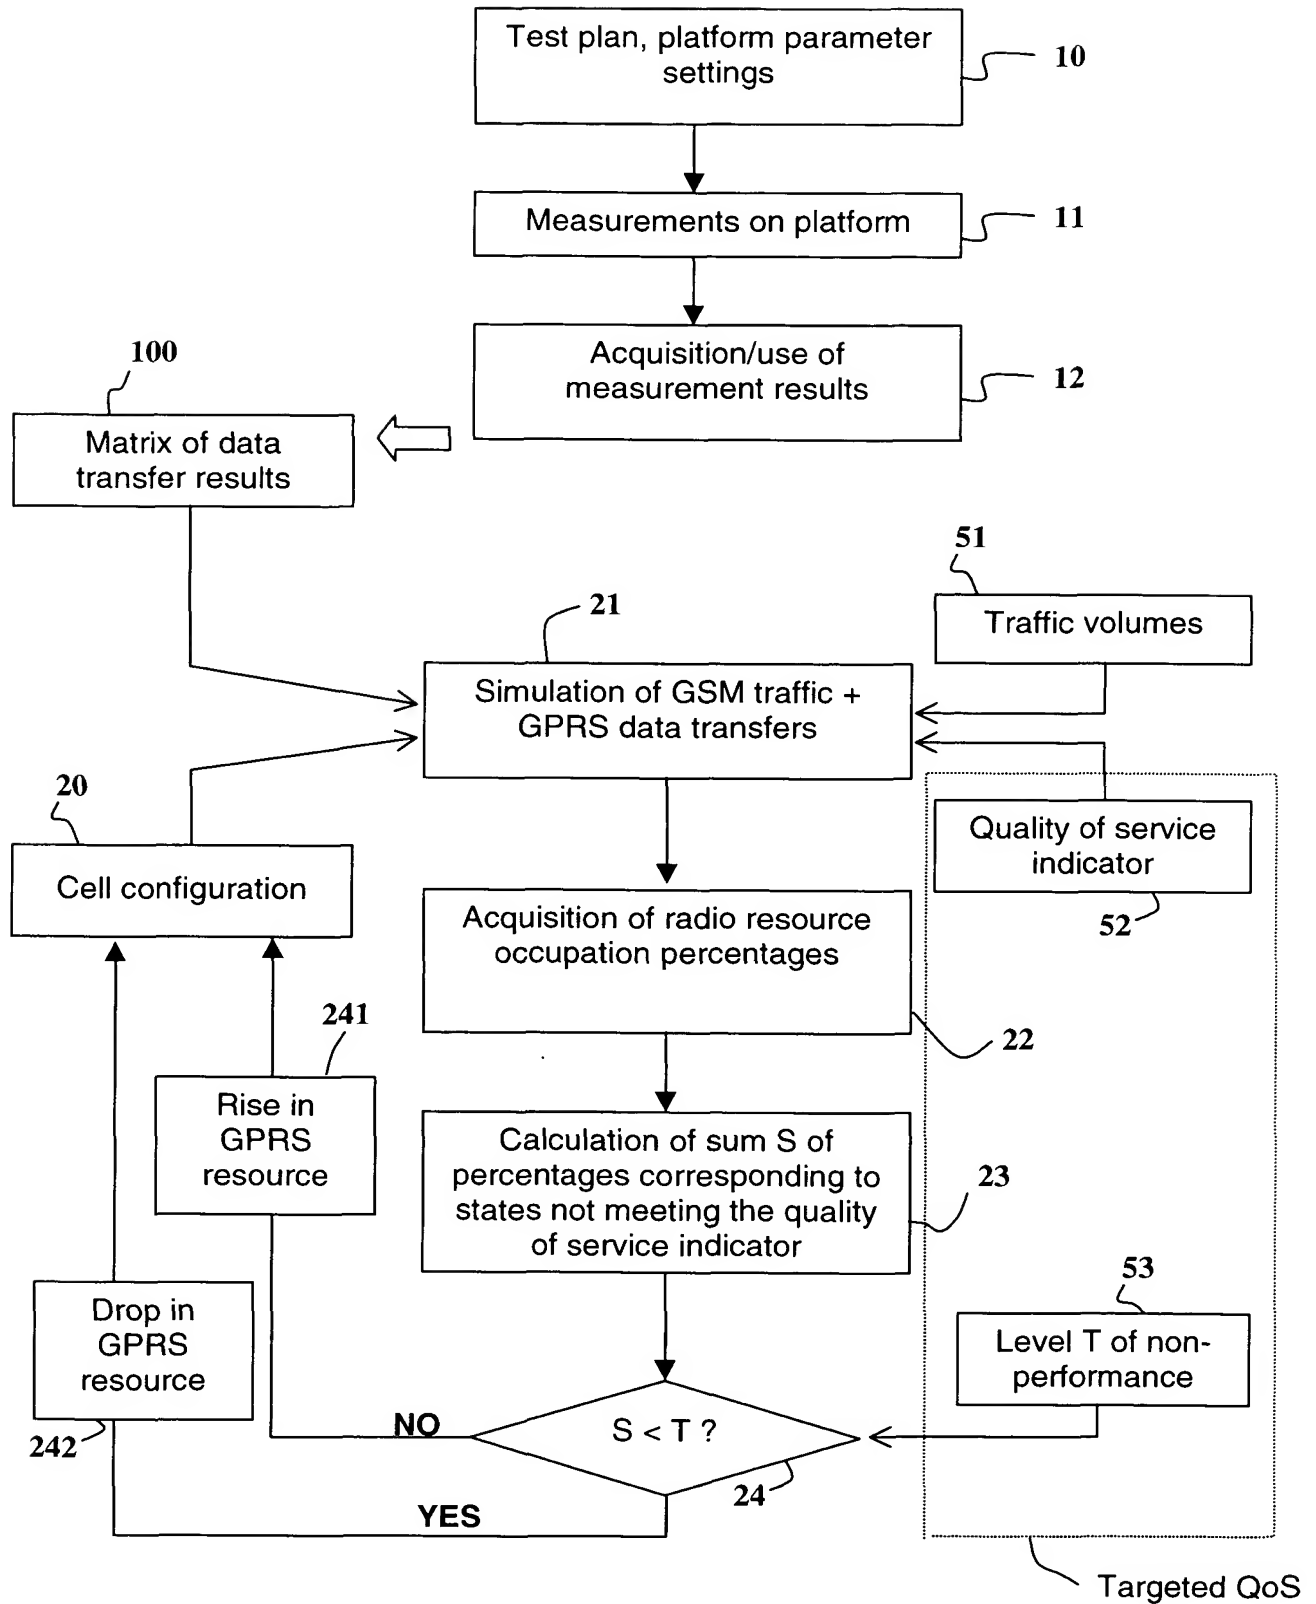 Test plan, platform parameter
settings
10
Measurements on platform
11
Acquisition/use of
measurement results
12
100
Matrix of data
transfer results
51
Traffic volumes
21
Simulation of GSM traffic +
GPRS data transfers
20
Cell configuration
Quality of service
indicator
52
Acquisition of radio resource
occupation percentages
22
241
Rise in
GPRS
resource
Calculation of sum S of
percentages corresponding to
states not meeting the quality
of service indicator
23
Drop in
GPRS
resource
242
53
Level T of non-
performance
S < T ?
NO
24
YES
Targeted QoS